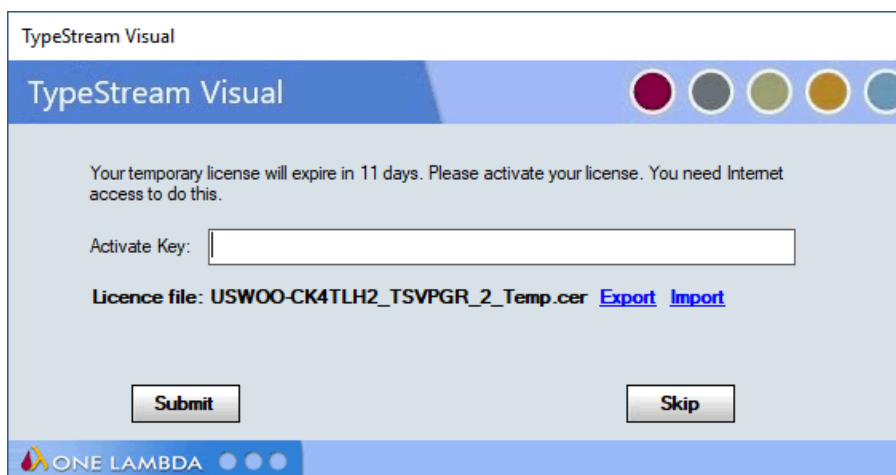 TypeStream Visual
TypeStream Visual
Your temporary license will expire in 11 days. Please activate your license. You need Internet
access to do this.
Activate Key:
Licence file: USWOO-CK4TLH2_TSVPGR_2_Temp.cer Export Import
Submit Skip
ONE LAMBDA